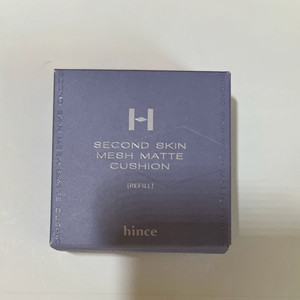 H
SECOND SKIN
MESH MATTE
CUSHION
[REFILL]
hince